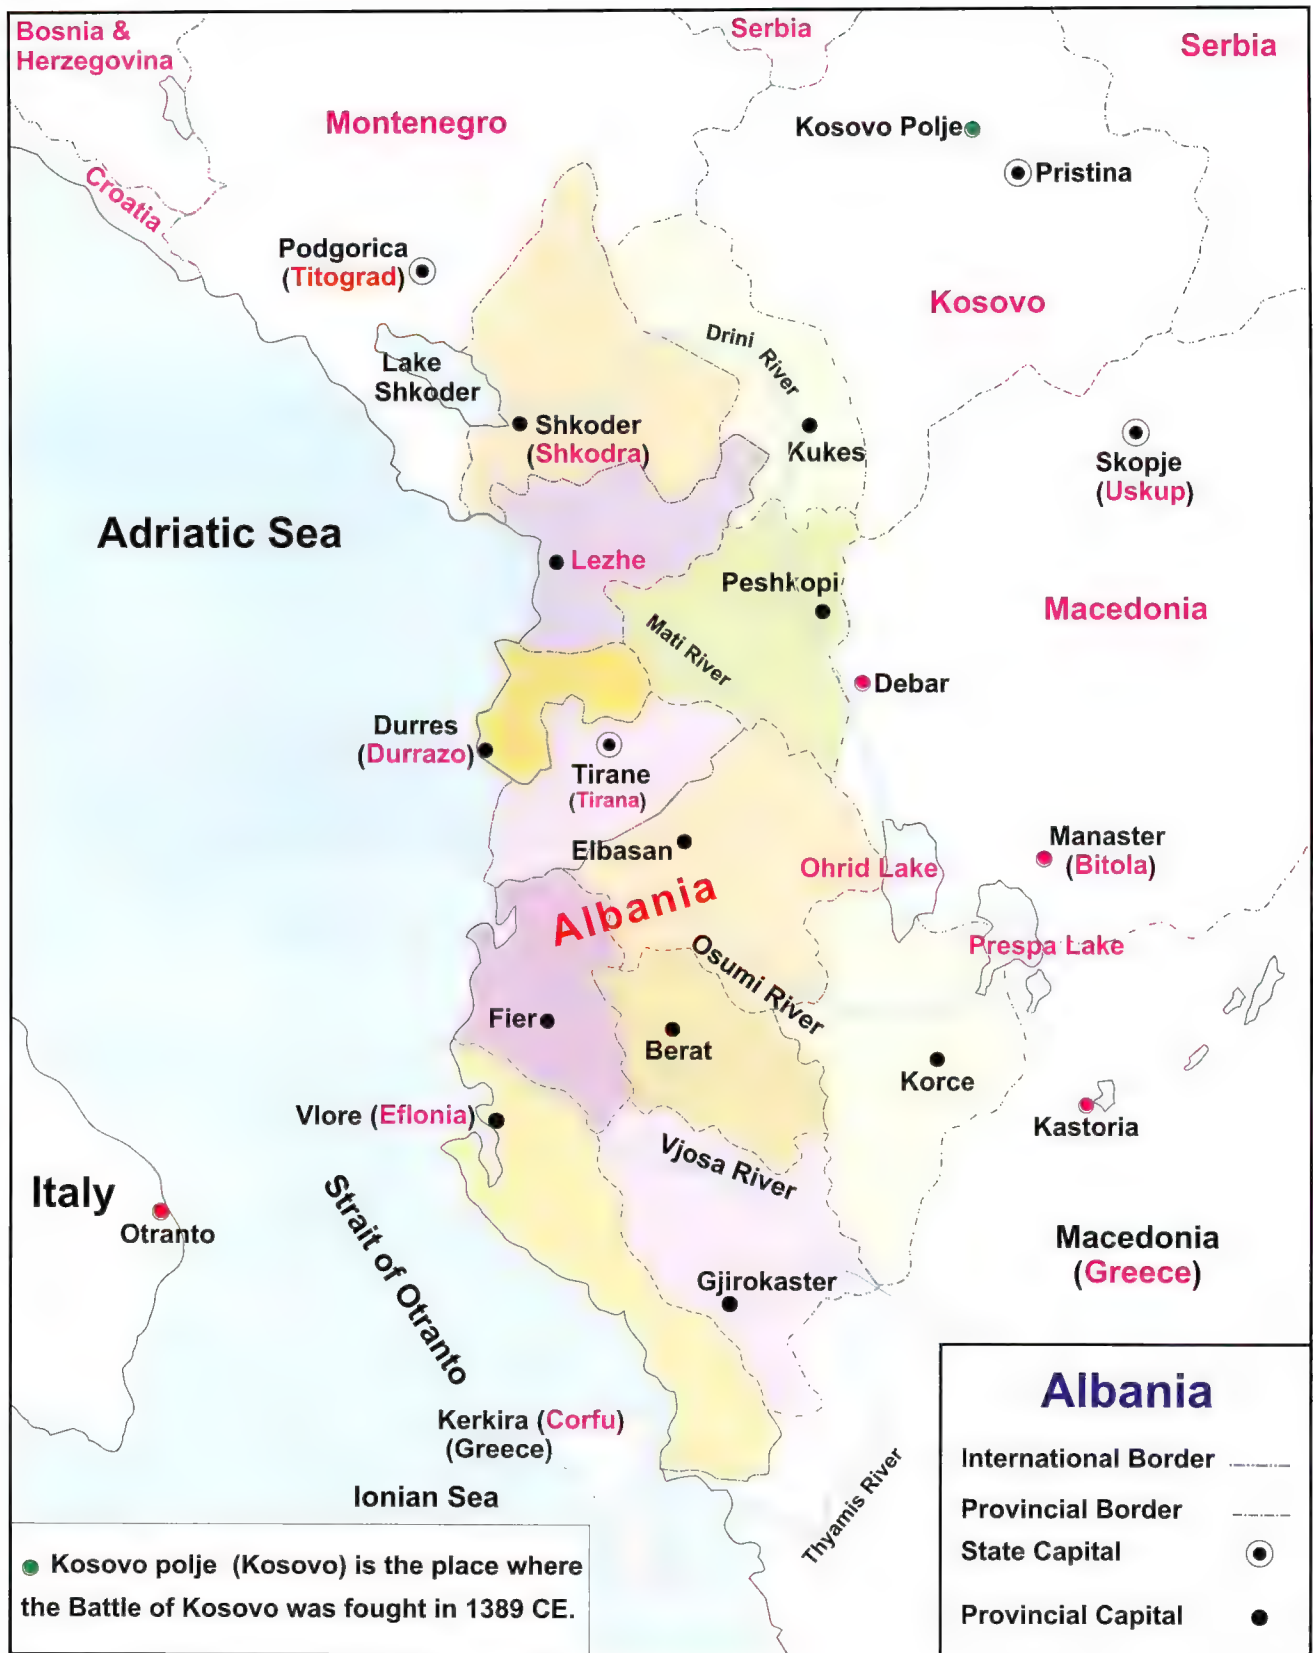 Bosnia &
Herzegovina
Serbia
Serbia
Montenegro
Kosovo Polje
Pristina
Croatia
Podgorica
(Titograd)
Kosovo
Drini River
Lake
Shkoder
Shkoder
(Shkodra)
Kukes
Skopje
(Uskup)
Adriatic Sea
Lezhe
Peshkopi
Macedonia
Mati River
Debar
Durres
(Durrazo)
Tirane
(Tirana)
Elbasan
Manaster
(Bitola)
Ohrid Lake
Albania
Prespa Lake
Osumi River
Fier
Berat
Korce
Vlore (Eflonia)
Kastoria
Vjosa River
Italy
Otranto
Strait of Otranto
Macedonia
(Greece)
Gjirokaster
Kerkira (Corfu)
(Greece)
Ionian Sea
Thyamis River
Albania
International Border
Provincial Border
State Capital
Provincial Capital
Kosovo polje (Kosovo) is the place where
the Battle of Kosovo was fought in 1389 CE.